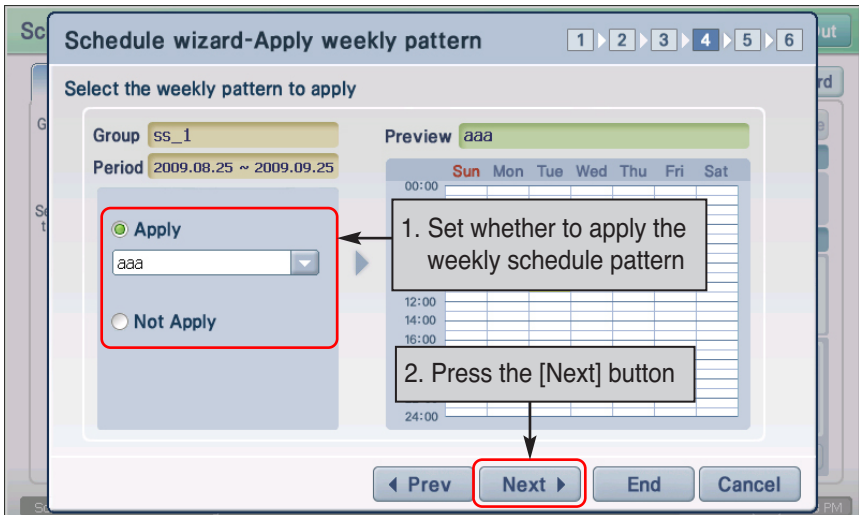 Schedule wizard-Apply weekly pattern
1 2 3 4 5 6
Select the weekly pattern to apply
Group ss_1
Period 2009.08.25 ~ 2009.09.25
Apply
aaa
Not Apply
Preview aaa
Sun Mon Tue Wed Thu Fri Sat
00:00
1. Set whether to apply the
weekly schedule pattern
12:00
14:00
16:00
2. Press the [Next] button
24:00
Prev Next End Cancel